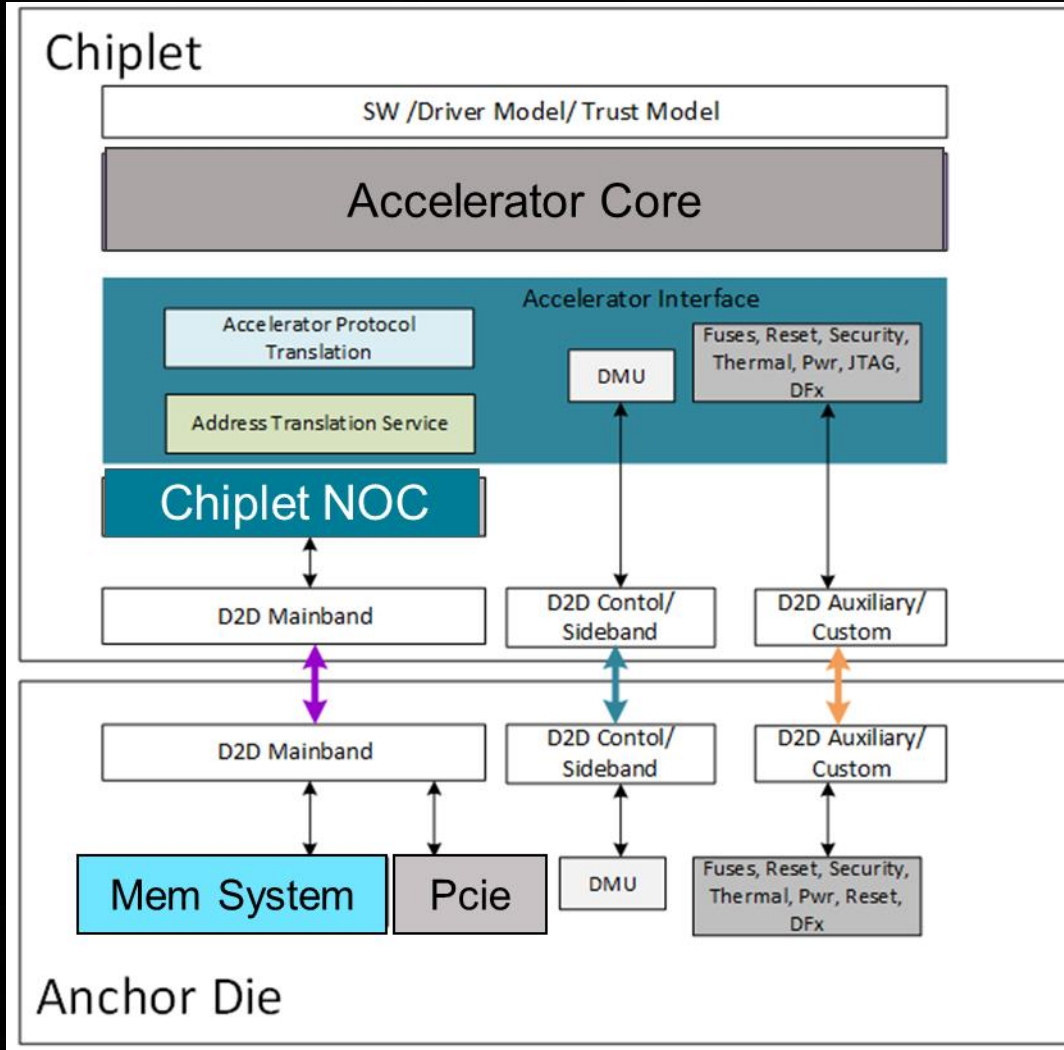 Chiplet
SW /Driver Model/ Trust Model
Accelerator Core
Accelerator Interface
Accelerator Protocol
Translation
Address Translation Service
DMU
Fuses, Reset, Security,
Thermal, Pwr, JTAG,
DFx
Chiplet NOC
D2D Mainband
D2D Contol/
Sideband
D2D Auxiliary/
Custom
D2D Mainband
D2D Contol/
Sideband
D2D Auxiliary/
Custom
Mem System
Pcie
DMU
Fuses, Reset, Security,
Thermal, Pwr, Reset,
DFx
Anchor Die